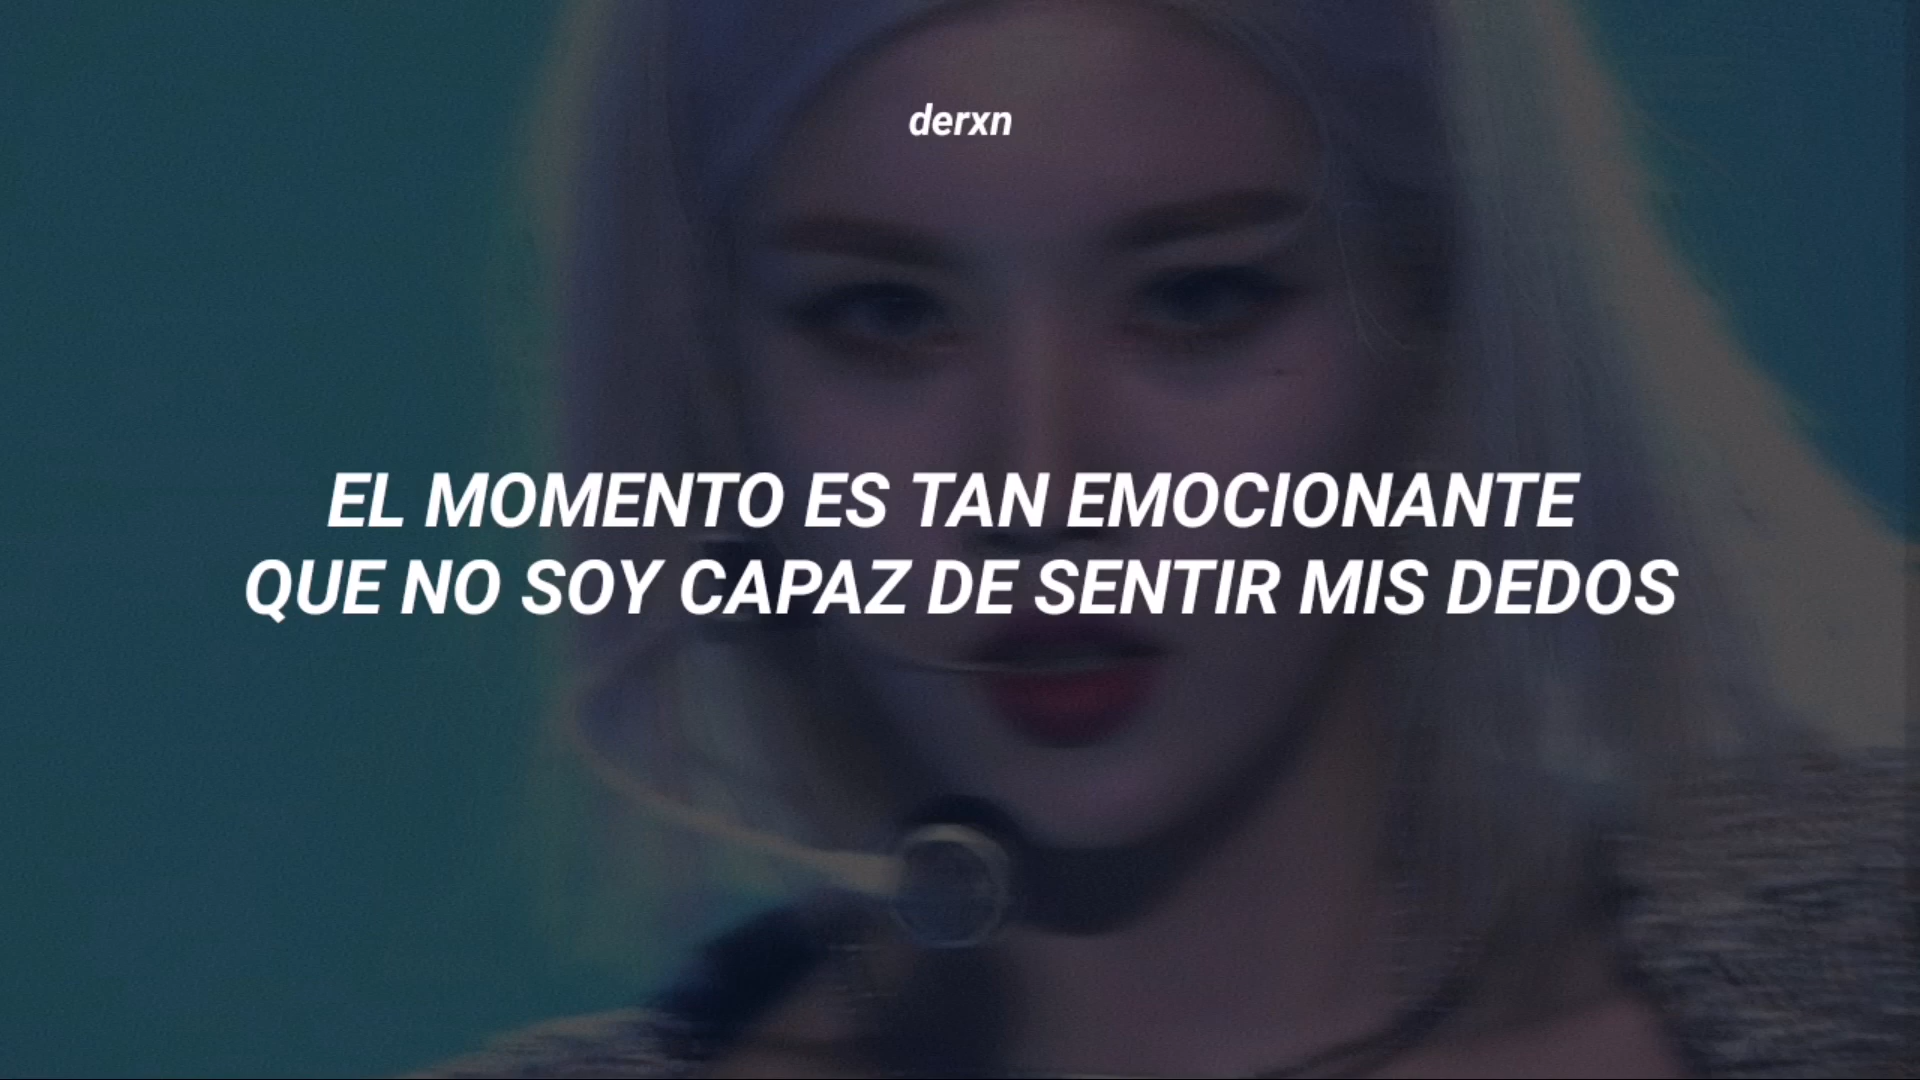 derxn
EL MOMENTO ES TAN EMOCIONANTE
QUE NO SOY CAPAZ DE SENTIR MIS DEDOS